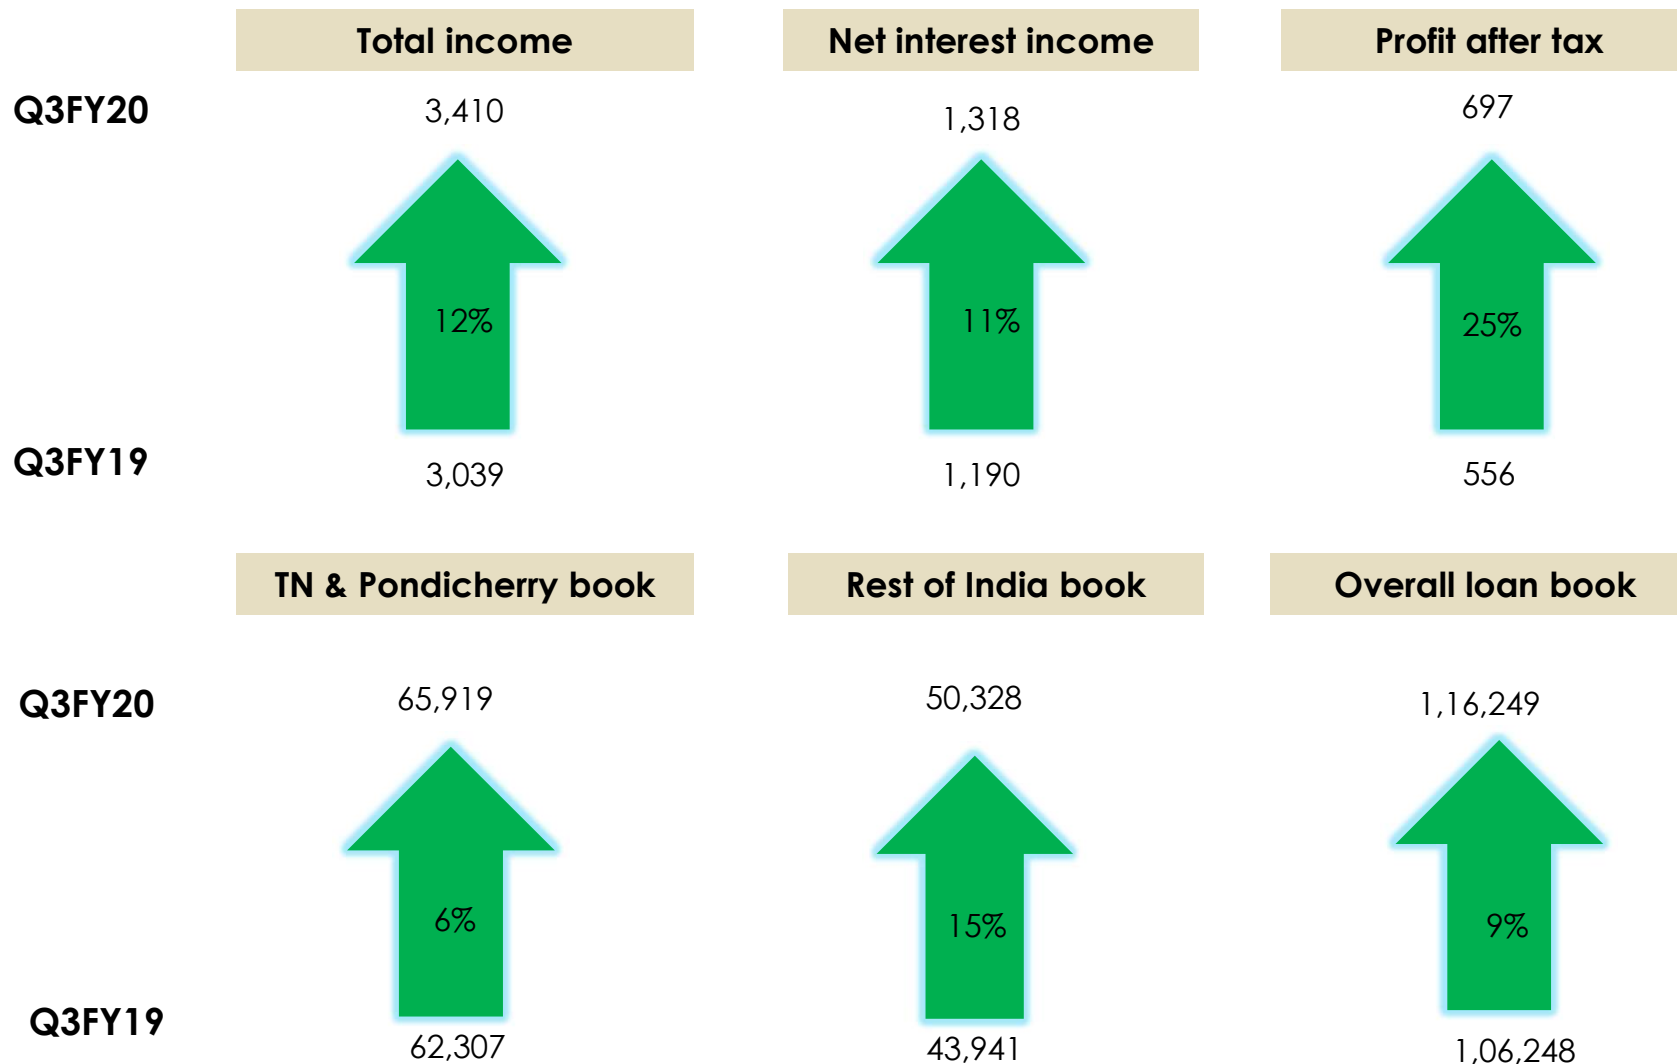 Total income Net interest income Profit after tax
Q3FY20 3,410 1,318 697
12% 11% 25%
Q3FY19 3,039 1,190 556
TN & Pondicherry book Rest of India book Overall loan book
Q3FY20 65,919 50,328 1,16,249
6% 15% 9%
Q3FY19 62,307 43,941 1,06,248